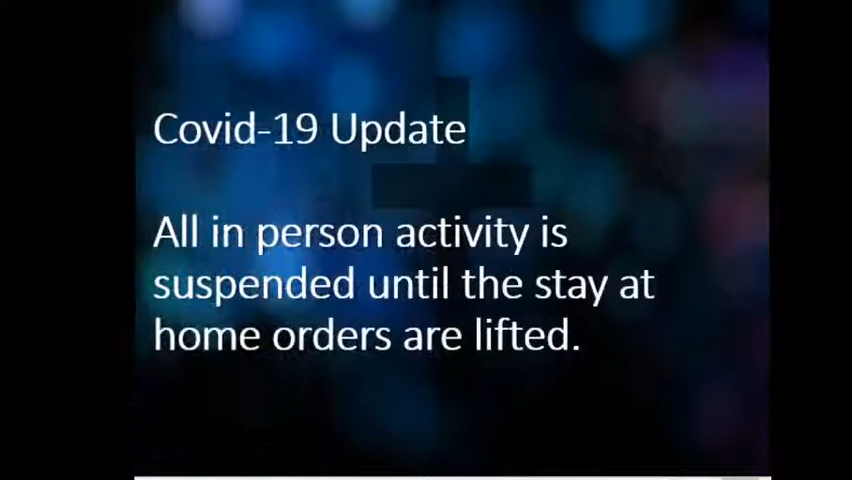 Covid-19 Update
All in person activity is
suspended until the stay at
home orders are lifted.